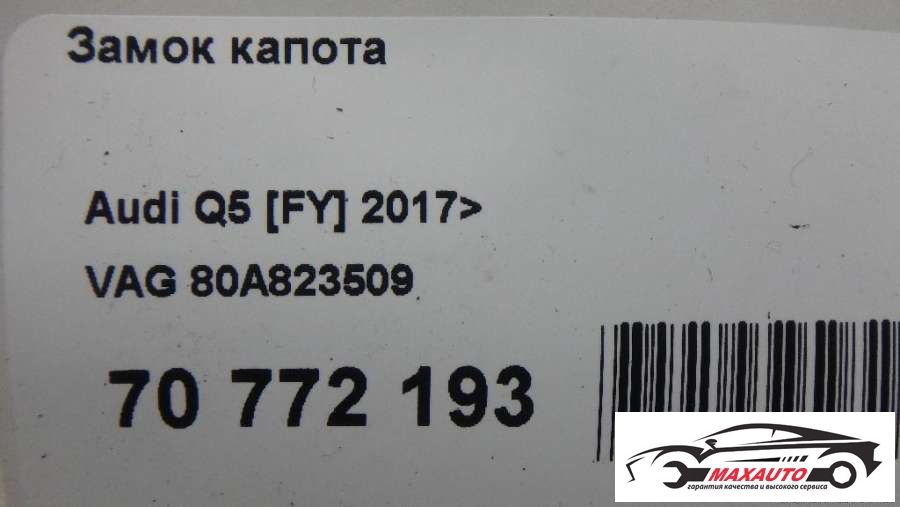 Замок капота
Audi Q5 [FY] 2017>
VAG 80A823509
70 772 193
MAXAUTO
гарантия качества и высокого сервиса